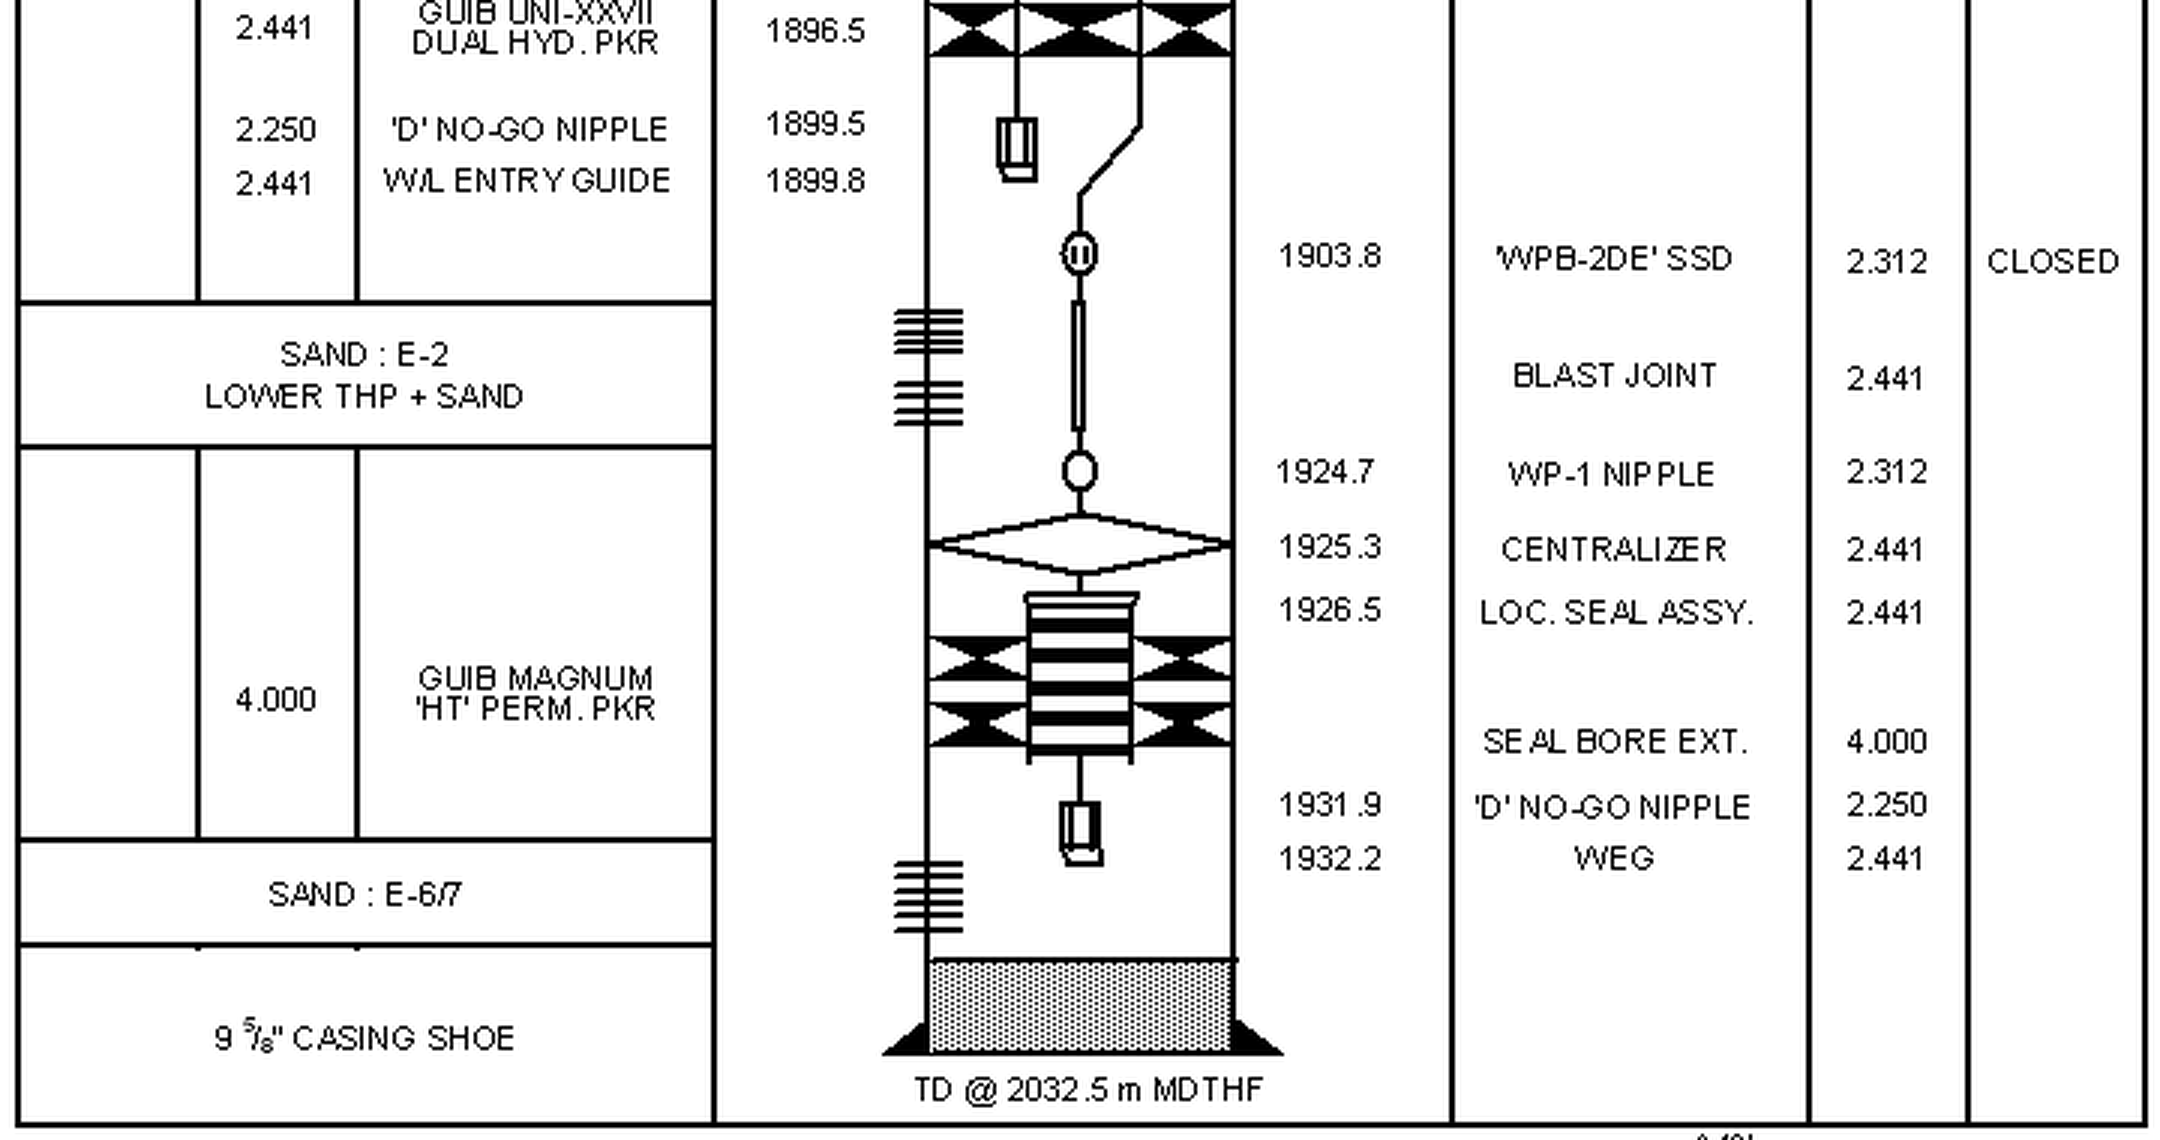 2.441 GUIB UNI-XXVII 1896.5
DUAL HYD. PKR
2.250 'D' NO-GO NIPPLE 1899.5
2.441 W/L ENTRY GUIDE 1899.8
1903.8 'WPB-2DE' SSD 2.312 CLOSED
SAND : E-2
LOWER THP + SAND
BLAST JOINT 2.441
1924.7 WP-1 NIPPLE 2.312
1925.3 CENTRALIZER 2.441
1926.5 LOC. SEAL ASSY. 2.441
4.000 GUIB MAGNUM
'HT' PERM. PKR
SEAL BORE EXT. 4.000
1931.9 'D' NO-GO NIPPLE 2.250
1932.2 WEG 2.441
SAND : E-6/7
9 5/8" CASING SHOE
TD @ 2032.5 m MDTHF